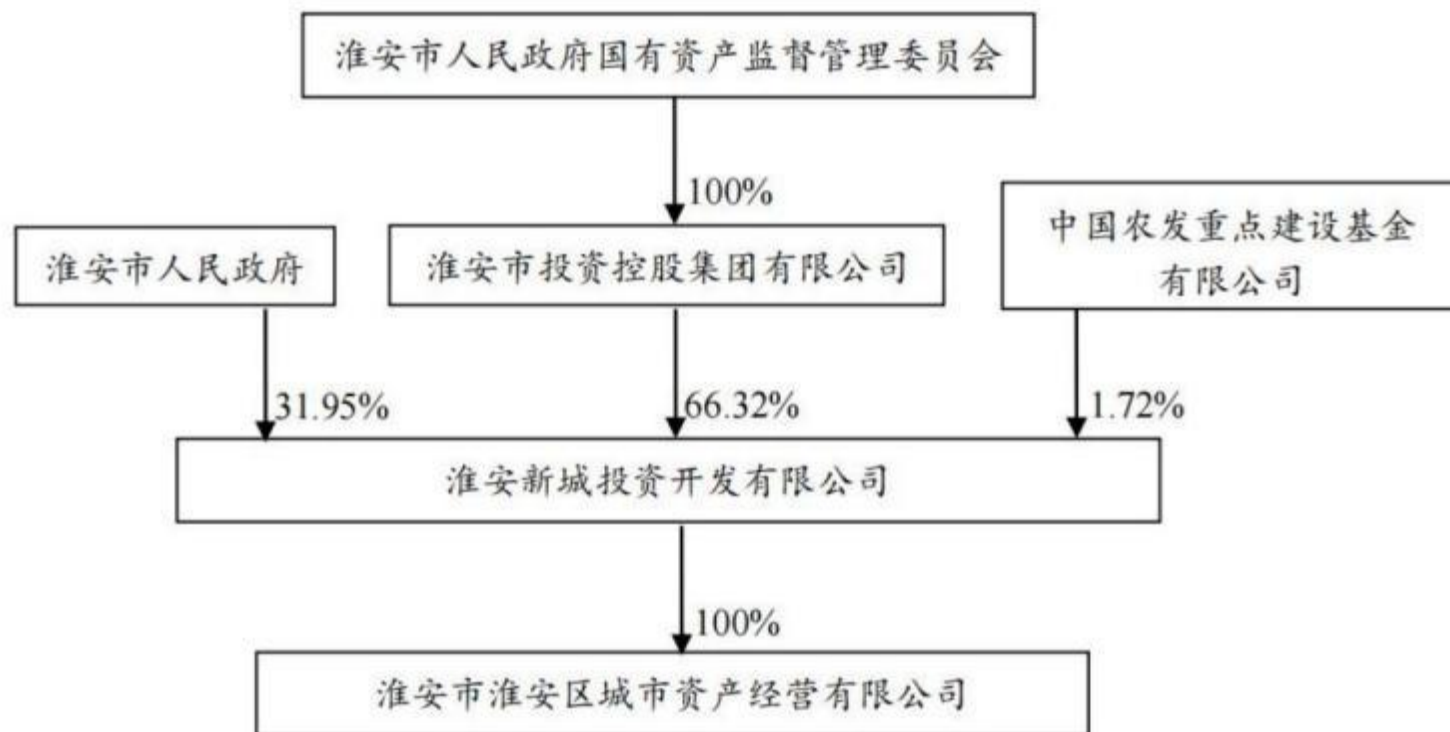 淮安市人民政府国有资产监督管理委员会
100%
淮安市人民政府
淮安市投资控股集团有限公司
中国农发重点建设基金
有限公司
31.95%
66.32%
1.72%
淮安新城投资开发有限公司
100%
淮安市淮安区城市资产经营有限公司